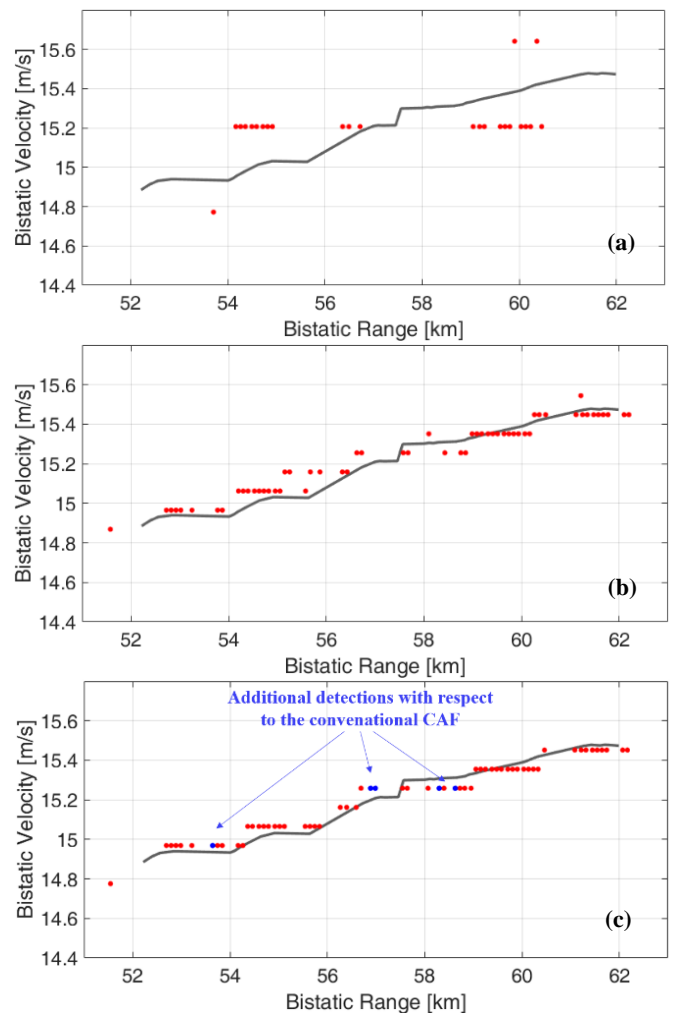 15.6
15.4
15.2
15
14.8
14.6
14.4
Bistatic Velocity [m/s]
(a)
52 54 56 58 60 62
Bistatic Range [km]
15.6
15.4
15.2
15
14.8
14.6
14.4
Bistatic Velocity [m/s]
(b)
52 54 56 58 60 62
Bistatic Range [km]
Additional detections with respect
to the convenational CAF
15.6
15.4
15.2
15
14.8
14.6
14.4
Bistatic Velocity [m/s]
(c)
52 54 56 58 60 62
Bistatic Range [km]